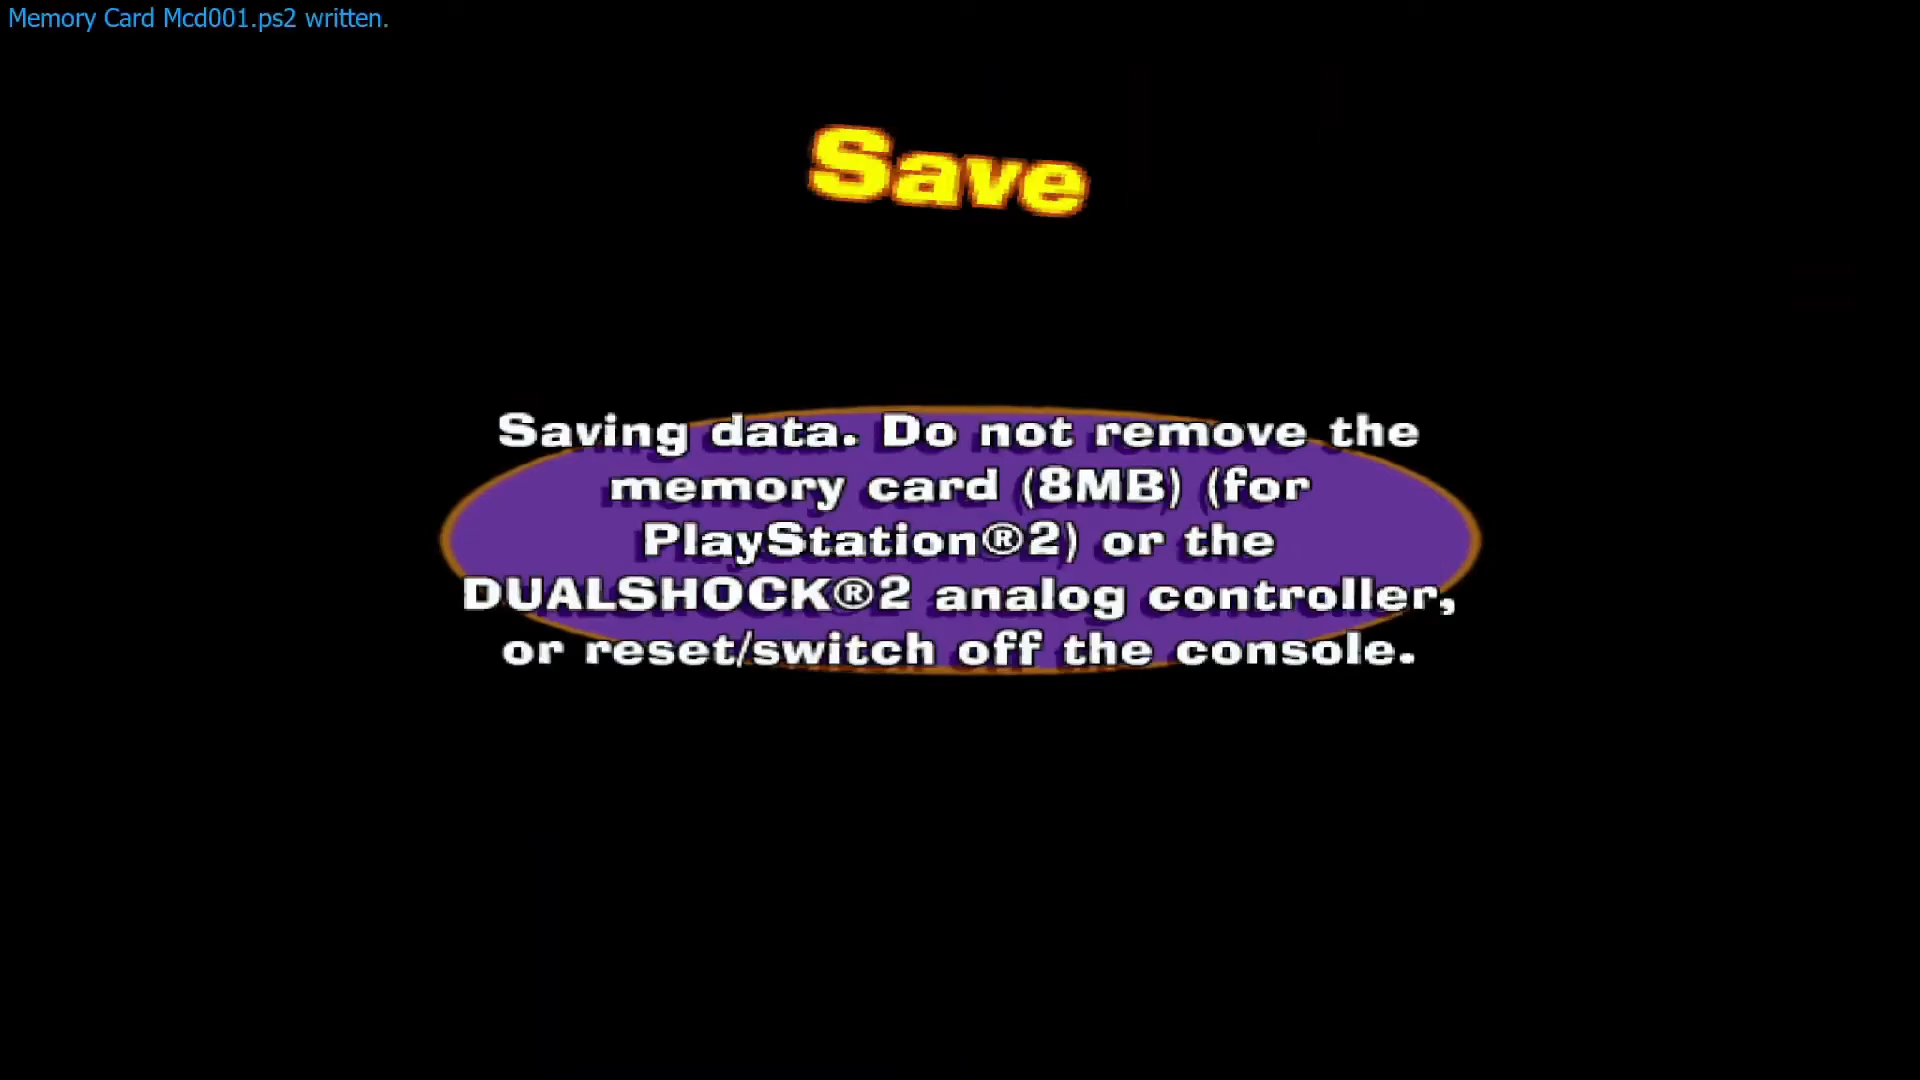 Memory Card Mcd001.ps2 written.
Save
Saving data. Do not remove the
memory card (8MB) (for
PlayStation®2) or the
DUALSHOCK®2 analog controller,
or reset/switch off the console.